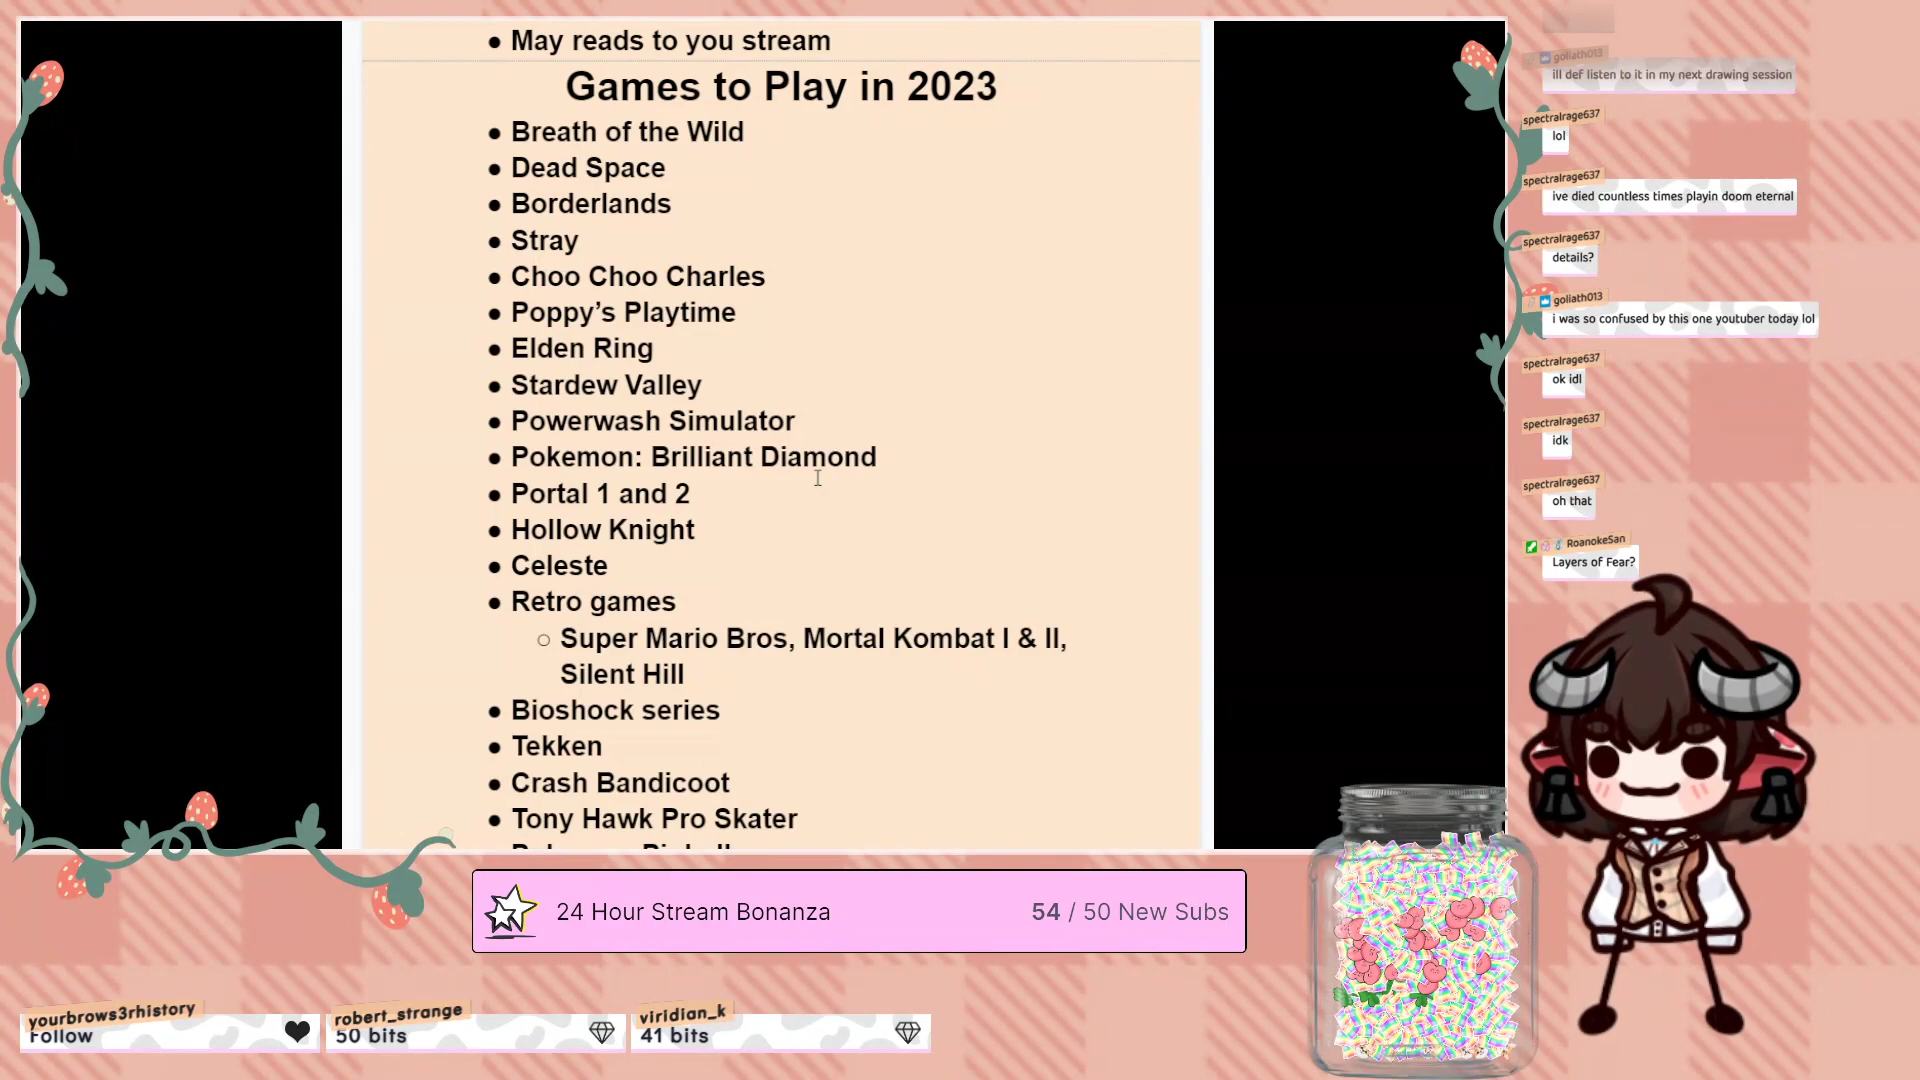 • May reads to you stream
Games to Play in 2023
• Breath of the Wild
• Dead Space
• Borderlands
• Stray
• Choo Choo Charles
• Poppy’s Playtime
• Elden Ring
• Stardew Valley
• Powerwash Simulator
• Pokemon: Brilliant Diamond
• Portal 1 and 2
• Hollow Knight
• Celeste
• Retro games
○ Super Mario Bros, Mortal Kombat I & II,
Silent Hill
• Bioshock series
• Tekken
• Crash Bandicoot
• Tony Hawk Pro Skater
goliath013
ill def listen to it in my next drawing session
spectralrage637
lol
spectralrage637
ive died countless times playin doom eternal
spectralrage637
details?
goliath013
i was so confused by this one youtuber today lol
spectralrage637
ok idl
spectralrage637
idk
spectralrage637
oh that
RoanokeSan
Layers of Fear?
24 Hour Stream Bonanza
54 / 50 New Subs
yourbrows3rhistory
Follow
robert_strange
50 bits
viridian_k
41 bits